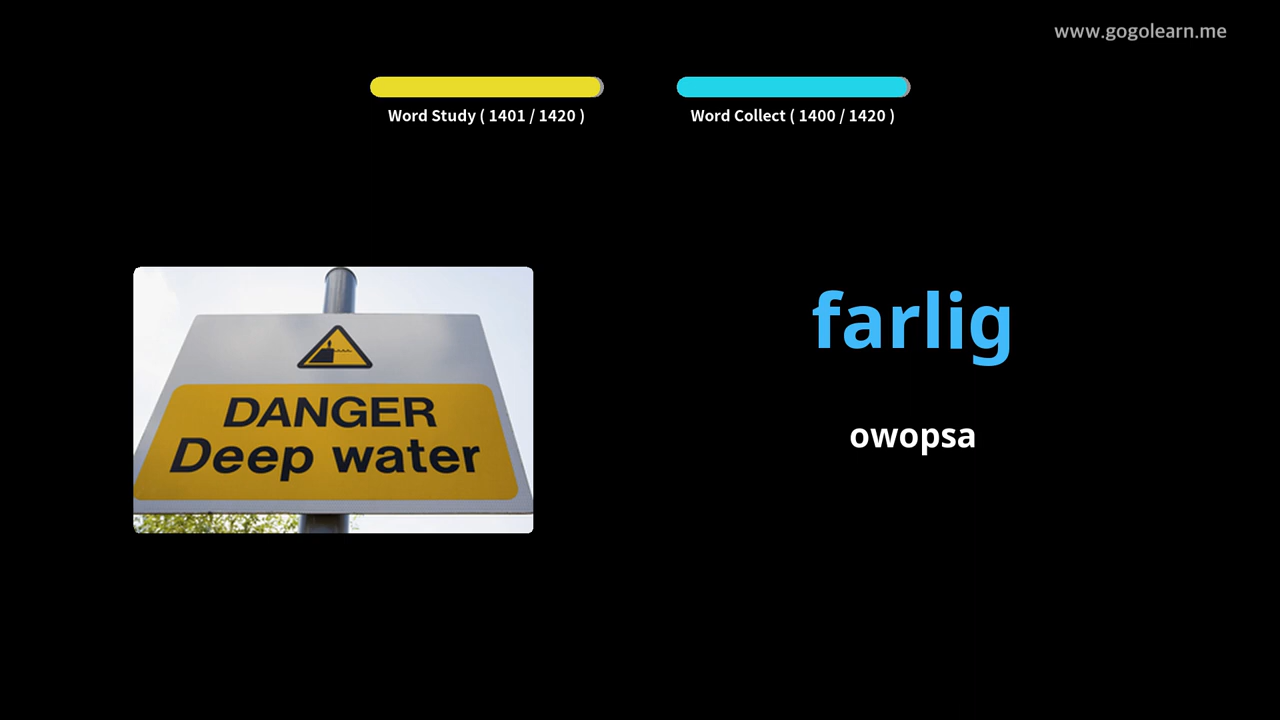 www.gogolearn.me
Word Study ( 1401 / 1420 )
Word Collect ( 1400 / 1420 )
DANGER
Deep water
farlig
owopsa